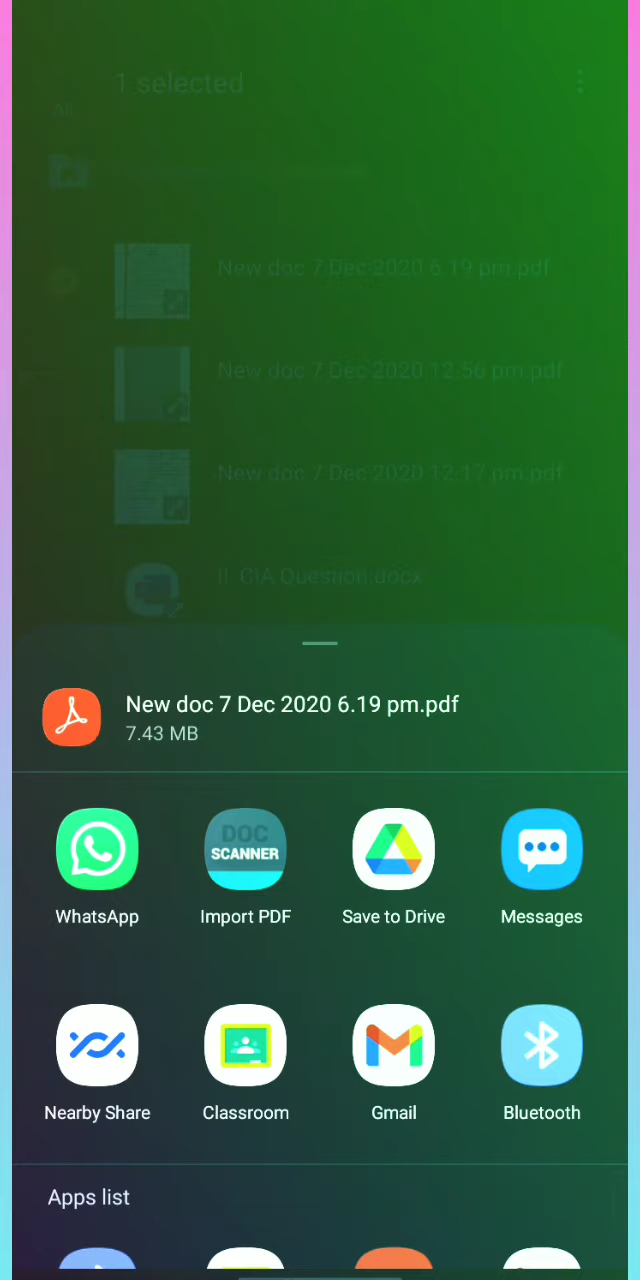 1 selected
All
New doc 7 Dec 2020 6.19 pm.pdf
New doc 7 Dec 2020 12.56 pm.pdf
New doc 7 Dec 2020 12.17 pm.pdf
II CIA Question.docx
New doc 7 Dec 2020 6.19 pm.pdf
7.43 MB
DOC
SCANNER
WhatsApp
Import PDF
Save to Drive
Messages
Nearby Share
Classroom
Gmail
Bluetooth
Apps list